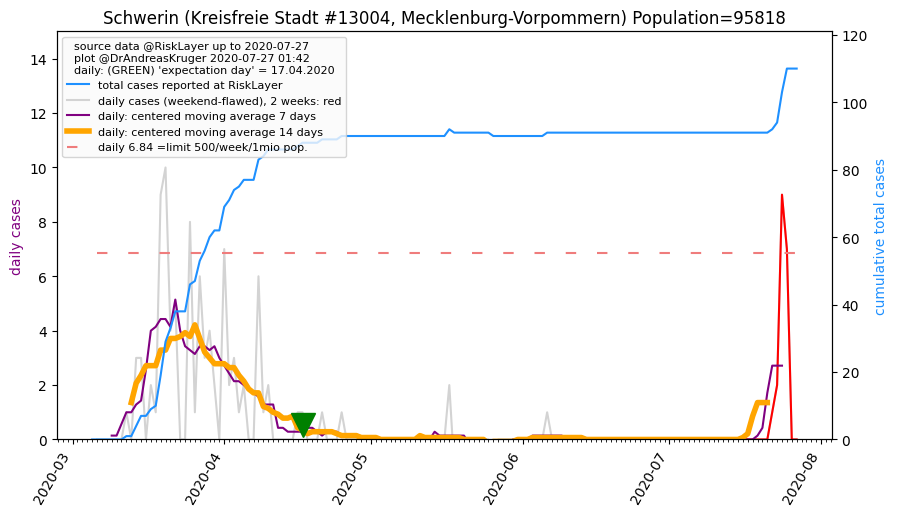 Schwerin (Kreisfreie Stadt #13004, Mecklenburg-Vorpommern) Population=95818
source data @RiskLayer up to 2020-07-27
plot @DrAndreasKruger 2020-07-27 01:42
daily: (GREEN) 'expectation day' = 17.04.2020
total cases reported at RiskLayer
daily cases (weekend-flawed), 2 weeks: red
daily: centered moving average 7 days
daily: centered moving average 14 days
daily 6.84 =limit 500/week/1mio pop.
daily cases
14
12
10
8
6
4
2
0
cumulative total cases
120
100
80
60
40
20
0
2020-03
2020-04
2020-05
2020-06
2020-07
2020-08